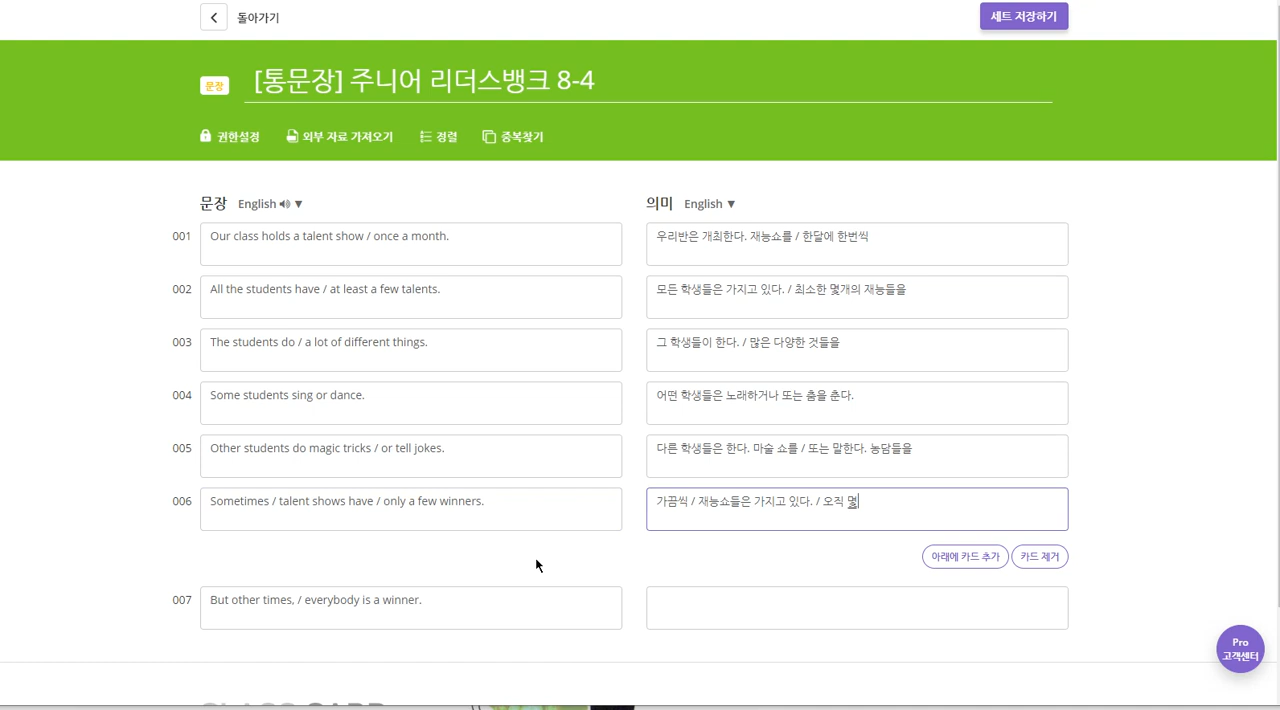 돌아가기
세트 저장하기
문장
[통문장] 주니어 리더스뱅크 8-4
권한설정 외부 자료 가져오기 정렬 중복찾기
문장 English ▼
의미 English ▼
001 Our class holds a talent show / once a month.
우리반은 개최한다. 재능쇼를 / 한달에 한번씩
002 All the students have / at least a few talents.
모든 학생들은 가지고 있다. / 최소한 몇개의 재능들을
003 The students do / a lot of different things.
그 학생들이 한다. / 많은 다양한 것들을
004 Some students sing or dance.
어떤 학생들은 노래하거나 또는 춤을 춘다.
005 Other students do magic tricks / or tell jokes.
다른 학생들은 한다. 마술 쇼를 / 또는 말한다. 농담들을
006 Sometimes / talent shows have / only a few winners.
가끔씩 / 재능쇼들은 가지고 있다. / 오직 몇
아래에 카드 추가 카드 제거
007 But other times, / everybody is a winner.
Pro
고객센터